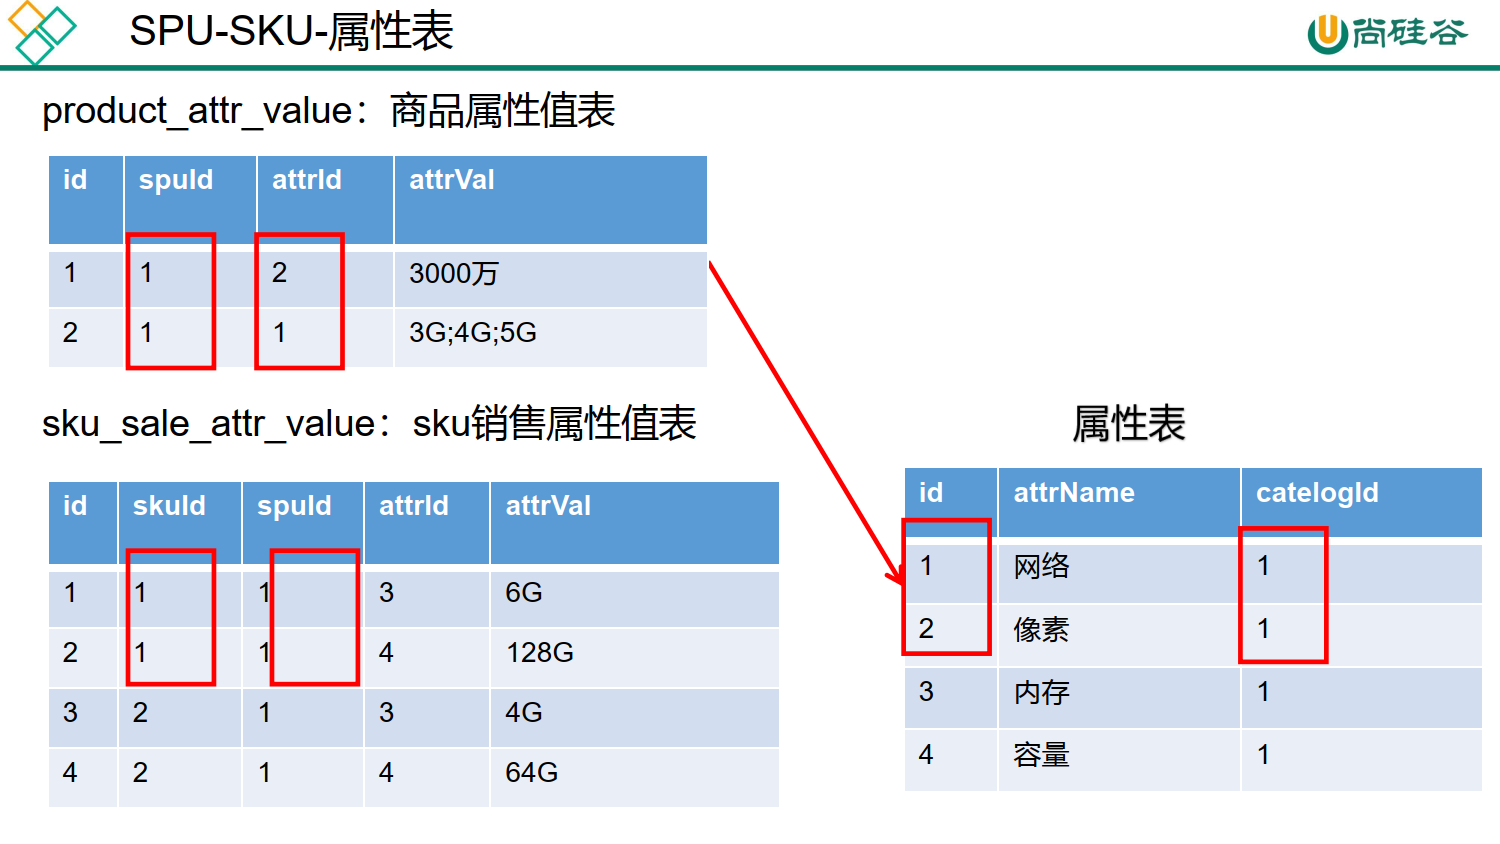 SPU-SKU-属性表
尚硅谷
product_attr_value：商品属性值表
id spuId attrId attrVal
1 1 2 3000万
2 1 1 3G;4G;5G
sku_sale_attr_value：sku销售属性值表
id skuId spuId attrId attrVal
1 1 1 3 6G
2 1 1 4 128G
3 2 1 3 4G
4 2 1 4 64G
属性表
id attrName catelogId
1 网络 1
2 像素 1
3 内存 1
4 容量 1